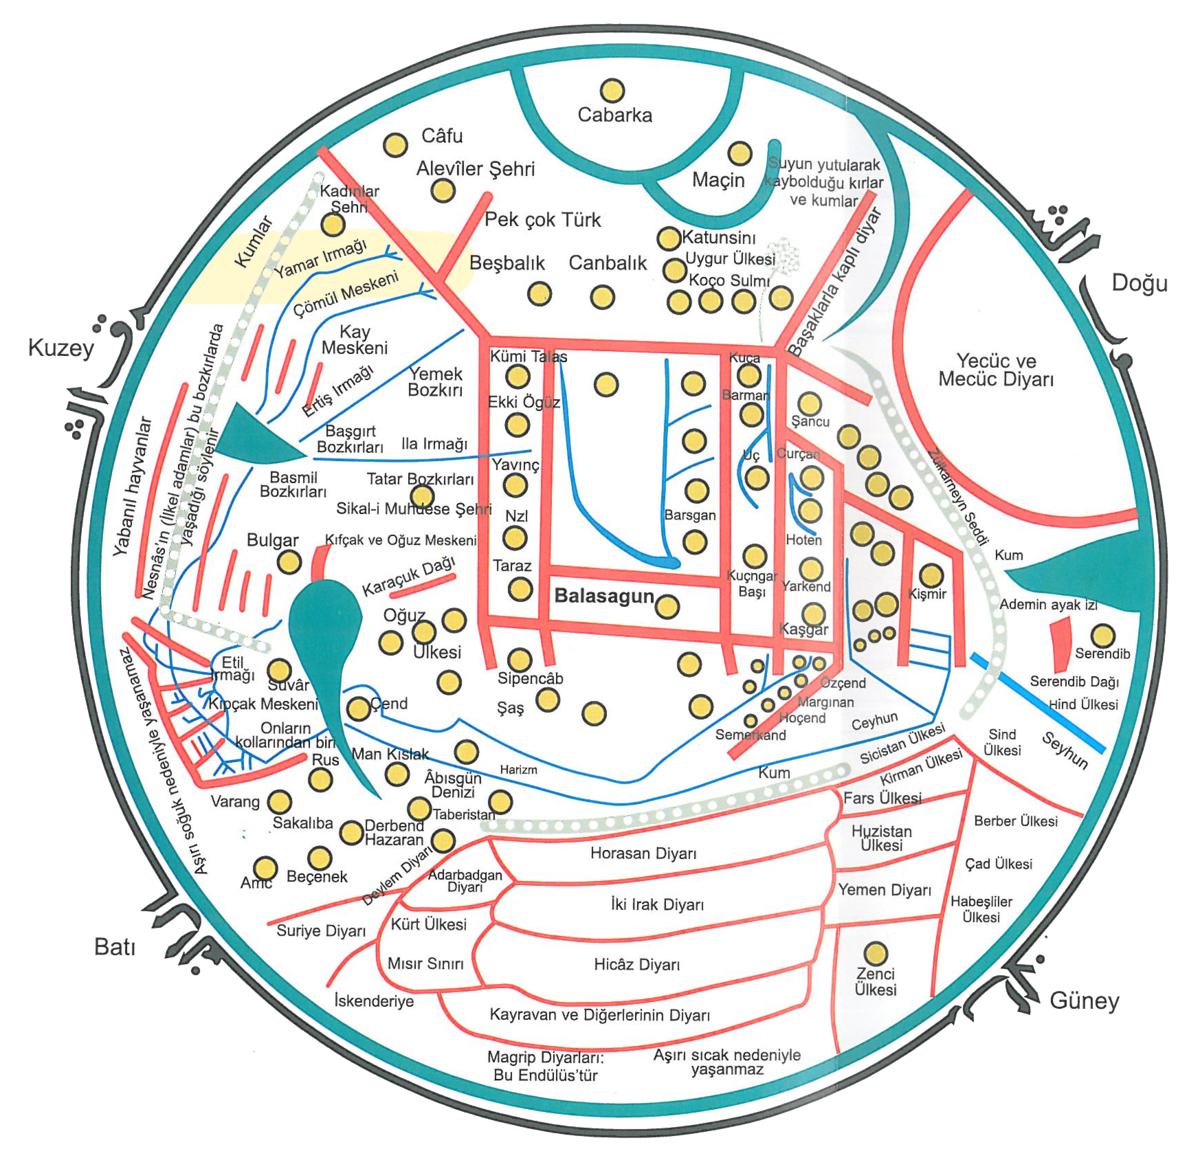 Cabarka
Câfu
Alevîler Şehri
Maçin
Suyun yutularak
kaybolduğu kırlar
ve kumlar
Kadınlar
Şehri
Pek çok Türk
Kumlar
Yamar Irmağı
Beşbalık
Canbalık
Katunsını
Uygur Ülkesi
Koço Sulmı
Başaklarla kaplı diyar
Doğu
Çömül Meskeni
Kuzey
Kay
Meskeni
Ertiş Irmağı
Yemek
Bozkırı
Kümi Talas
Kuça
Yecüc ve
Mecüc Diyarı
Ekki Ögüz
Barman
Şancu
Yabanıl hayvanlar
Nesnâs'ın (İlkel adamlar) bu bozkırlarda
yaşadığı söylenir
Başgırt
Bozkırları
Ila Irmağı
Yavınç
Uç
Curçan
Zülkarneyn Seddi
Basmil
Bozkırları
Tatar Bozkırları
Sikal-i Muhdese Şehri
Nzl
Barsgan
Bulgar
Kıfçak ve Oğuz Meskeni
Hoten
Kum
Taraz
Karaçuk Dağı
Kuçngar
Başı
Yarkend
Kişmir
Balasagun
Ademin ayak izi
Oğuz
Ülkesi
Kaşgar
Serendib
Etil
Irmağı
Suvâr
Sipencâb
Özçend
Serendib Dağı
Kıpçak Meskeni
Çend
Şaş
Margınan
Hoçend
Hind Ülkesi
Aşırı soğuk nedeniyle yaşanamaz
Onların
kollarından biri
Semerkand
Ceyhun
Sicistan Ülkesi
Sind
Ülkesi
Seyhun
Rus
Man Kıslak
Harizm
Kum
Kirman Ülkesi
Âbısgün
Denizi
Varang
Fars Ülkesi
Taberistan
Sakalıba
Derbend
Hazaran
Berber Ülkesi
Huzistan
Ülkesi
Horasan Diyarı
Deylem Diyarı
Amc
Beçenek
Adarbadgan
Diyarı
Çad Ülkesi
Yemen Diyarı
İki Irak Diyarı
Habeşliler
Ülkesi
Kürt Ülkesi
Suriye Diyarı
Batı
Mısır Sınırı
Hicâz Diyarı
Zenci
Ülkesi
İskenderiye
Güney
Kayravan ve Diğerlerinin Diyarı
Magrip Diyarları:
Bu Endülüs'tür
Aşırı sıcak nedeniyle
yaşanmaz